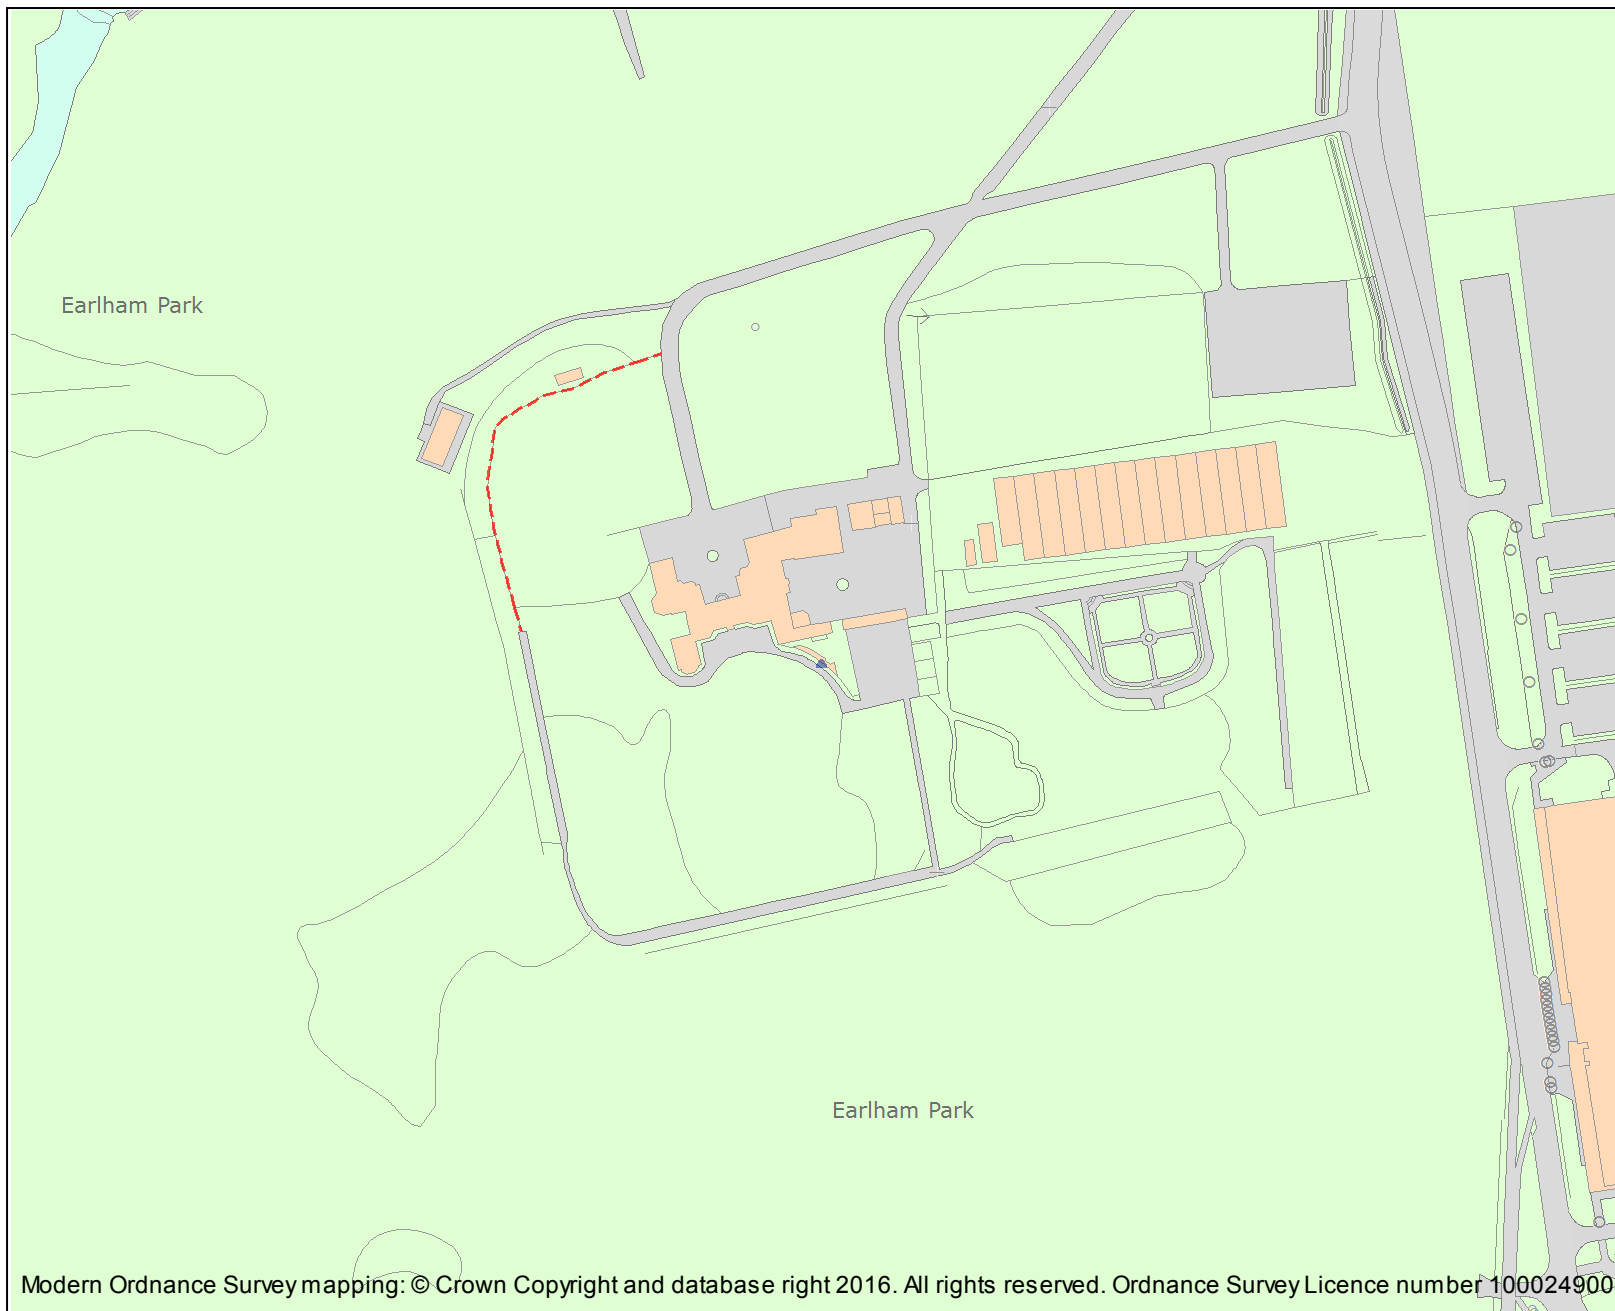 Earlham Park
Earlham Park
Modern Ordnance Survey mapping: © Crown Copyright and database right 2016. All rights reserved. Ordnance Survey Licence number 100024900